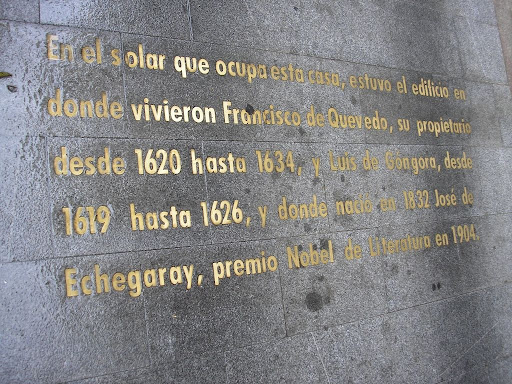 En el solar que ocupa esta casa, estuvo el edificio en
donde vivieron Francisco de Quevedo, su propietario
desde 1620 hasta 1634, y Luis de Góngora, desde
1619 hasta 1626, y donde nació en 1832 José de
Echegaray, premio Nobel de Literatura en 1904.